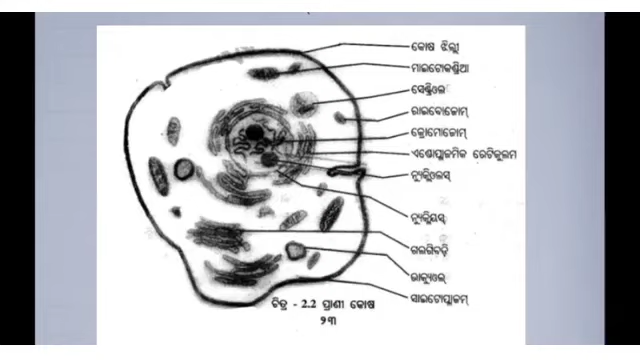 କୋଷ ଝିଲ୍ଲୀ
ମାଇଟୋକଣ୍ଡ୍ରିଆ
ସେଣ୍ଟ୍ରିଓଲ
ରାଇବୋଜୋମ୍
କ୍ରୋମୋଜୋମ୍
ଏଣ୍ଡୋପ୍ଲାଜମିକ ରେଟିକୁଲମ
ନ୍ୟୁକ୍ଲିଓଲସ୍
ନ୍ୟୁକ୍ଲିୟସ୍
ଗଲଗିବଡ଼ି
ଭାକ୍ୟୁଓଲ୍
ସାଇଟୋପ୍ଲାଜମ୍
ଚିତ୍ର - 2.2 ପ୍ରାଣୀ କୋଷ
୨୩